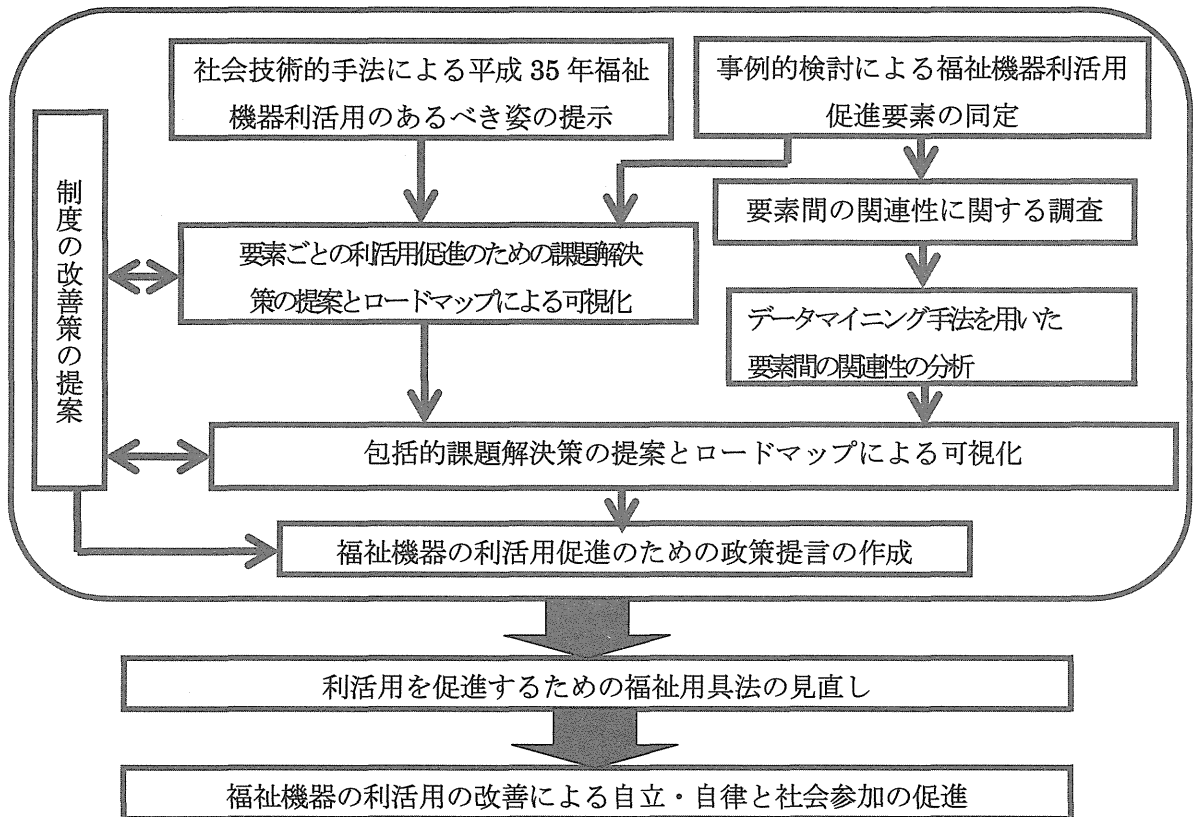 社会技術的手法による平成 35 年福祉
機器利活用のあるべき姿の提示
事例的検討による福祉機器利活用
促進要素の同定
制度の改善策の提案
要素間の関連性に関する調査
要素ごとの利活用促進のための課題解決
策の提案とロードマップによる可視化
データマイニング手法を用いた
要素間の関連性の分析
包括的課題解決策の提案とロードマップによる可視化
福祉機器の利活用促進のための政策提言の作成
利活用を促進するための福祉用具法の見直し
福祉機器の利活用の改善による自立・自律と社会参加の促進